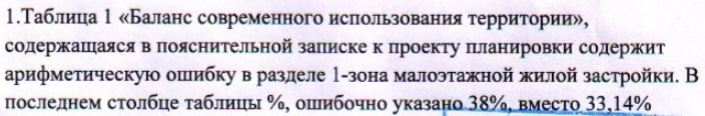 1.Таблица 1 «Баланс современного использования территории»,
содержащаяся в пояснительной записке к проекту планировки содержит
арифметическую ошибку в разделе 1-зона малоэтажной жилой застройки. В
последнем столбце таблицы %, ошибочно указано 38%, вместо 33,14%